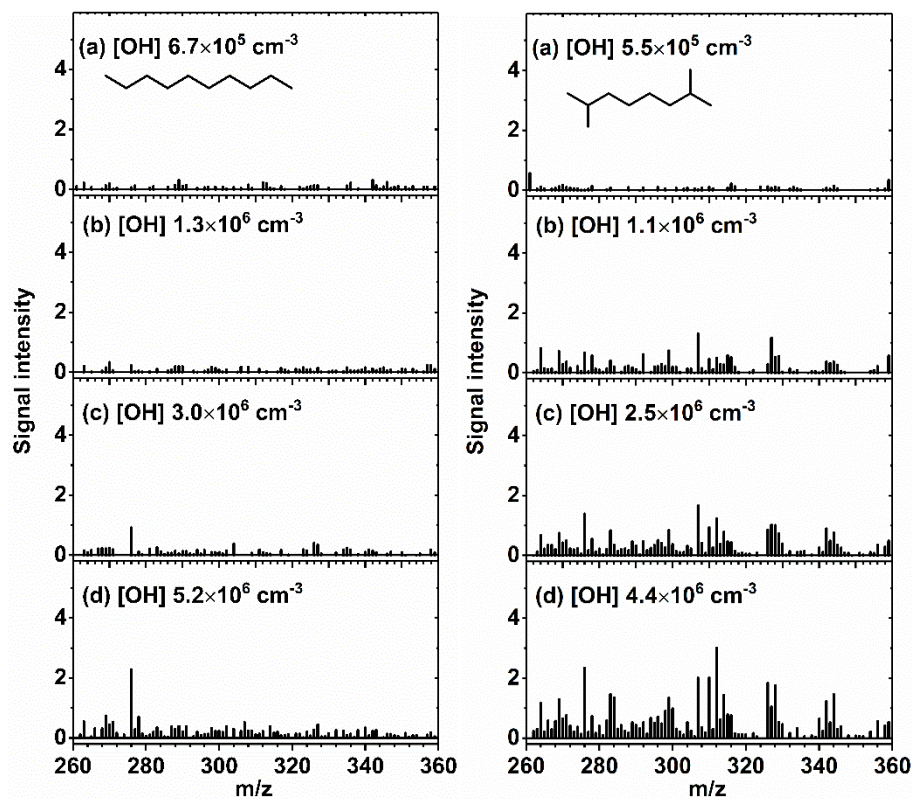 (a) [OH] 6.7×10⁵ cm⁻³
4
2
0
(b) [OH] 1.3×10⁶ cm⁻³
4
2
0
(c) [OH] 3.0×10⁶ cm⁻³
4
2
0
(d) [OH] 5.2×10⁶ cm⁻³
4
2
0
260 280 300 320 340 360
m/z
Signal intensity
(a) [OH] 5.5×10⁵ cm⁻³
4
2
0
(b) [OH] 1.1×10⁶ cm⁻³
4
2
0
(c) [OH] 2.5×10⁶ cm⁻³
4
2
0
(d) [OH] 4.4×10⁶ cm⁻³
4
2
0
260 280 300 320 340 360
m/z
Signal intensity